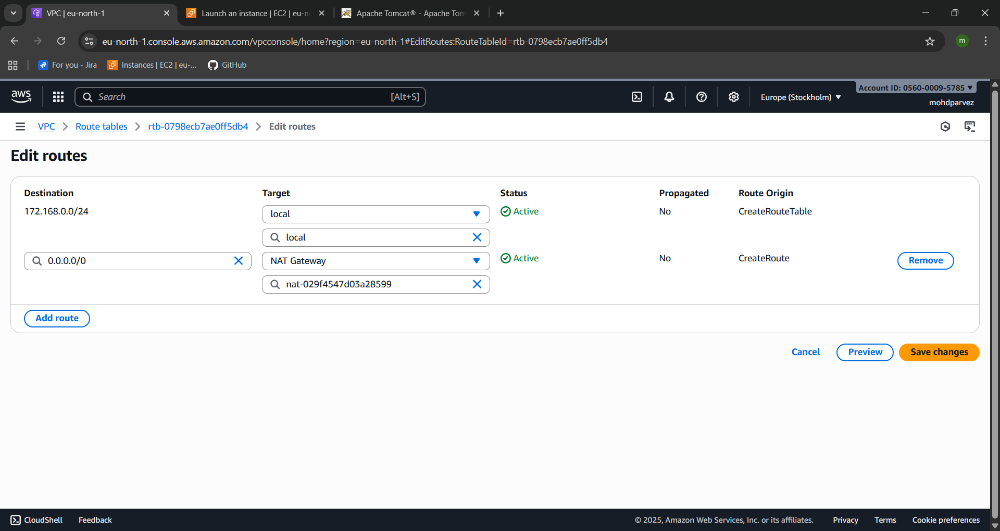 VPC | eu-north-1
Launch an instance | EC2 | eu-no
Apache Tomcat® - Apache Tom
eu-north-1.console.aws.amazon.com/vpcconsole/home?region=eu-north-1#EditRoutes:RouteTableId=rtb-0798ecb7ae0ff5db4
m
For you - Jira
Instances | EC2 | eu-...
GitHub
aws
Search
[Alt+S]
Europe (Stockholm)
Account ID: 0560-0009-5785
mohdparvez
VPC
Route tables
rtb-0798ecb7ae0ff5db4
Edit routes
Edit routes
Destination Target Status Propagated Route Origin
172.168.0.0/24 local Active No CreateRouteTable
local
0.0.0.0/0 NAT Gateway Active No CreateRoute Remove
nat-029f4547d03a28599
Add route
Cancel Preview Save changes
CloudShell Feedback © 2025, Amazon Web Services, Inc. or its affiliates. Privacy Terms Cookie preferences